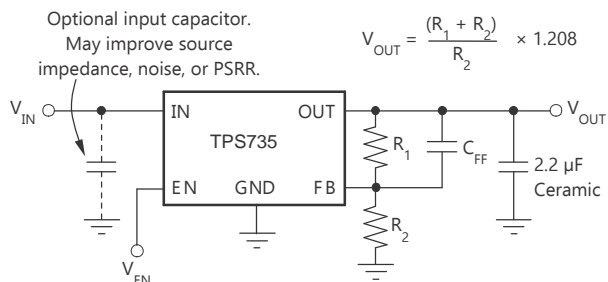 Optional input capacitor.
May improve source
impedance, noise, or PSRR.
V_OUT = (R_1 + R_2) / R_2 × 1.208
V_IN
IN
OUT
V_OUT
TPS735
R_1
C_FF
2.2 µF
Ceramic
EN
GND
FB
R_2
V_EN